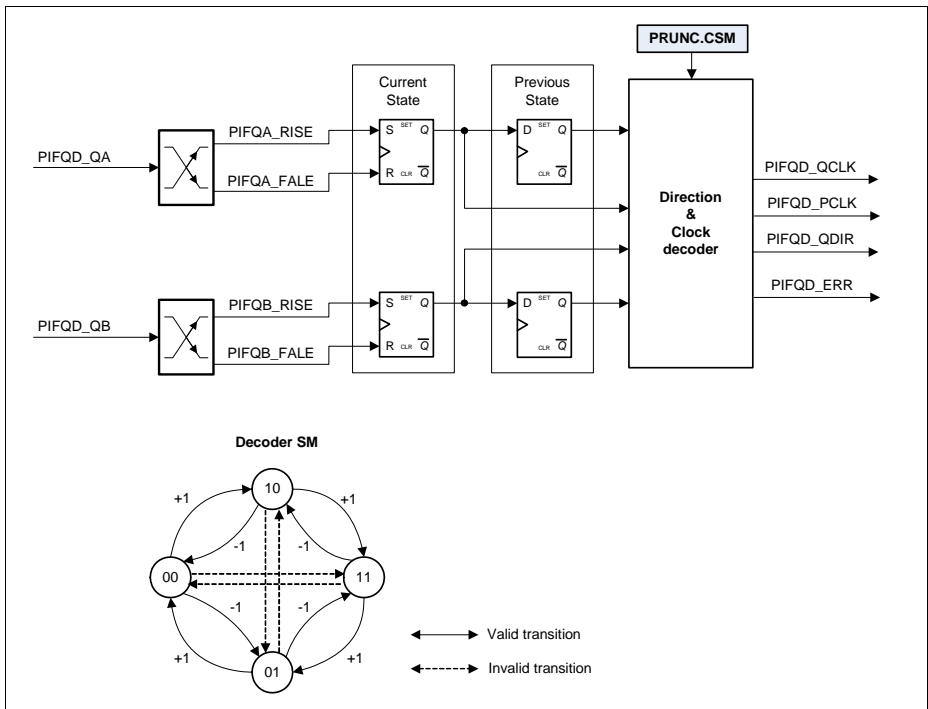 PRUNC.CSM
Current
State
Previous
State
PIFQD_QA
PIFQA_RISE
PIFQA_FALE
S SET Q
R CLR Q
D SET Q
CLR Q
PIFQD_QB
PIFQB_RISE
PIFQB_FALE
S SET Q
R CLR Q
D SET Q
CLR Q
Direction
&
Clock
decoder
PIFQD_QCLK
PIFQD_PCLK
PIFQD_QDIR
PIFQD_ERR
Decoder SM
10
+1
+1
-1
-1
00
11
-1
-1
+1
+1
01
Valid transition
Invalid transition